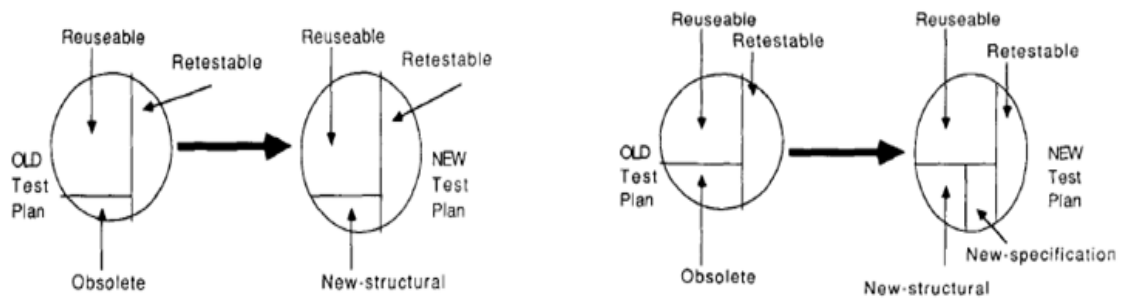 Reuseable
Retestable
OLD
Test
Plan
Obsolete
Reuseable
Retestable
NEW
Test
Plan
New-structural
Reuseable
Retestable
OLD
Test
Plan
Obsolete
Reuseable
Retestable
NEW
Test
Plan
New-specification
New-structural